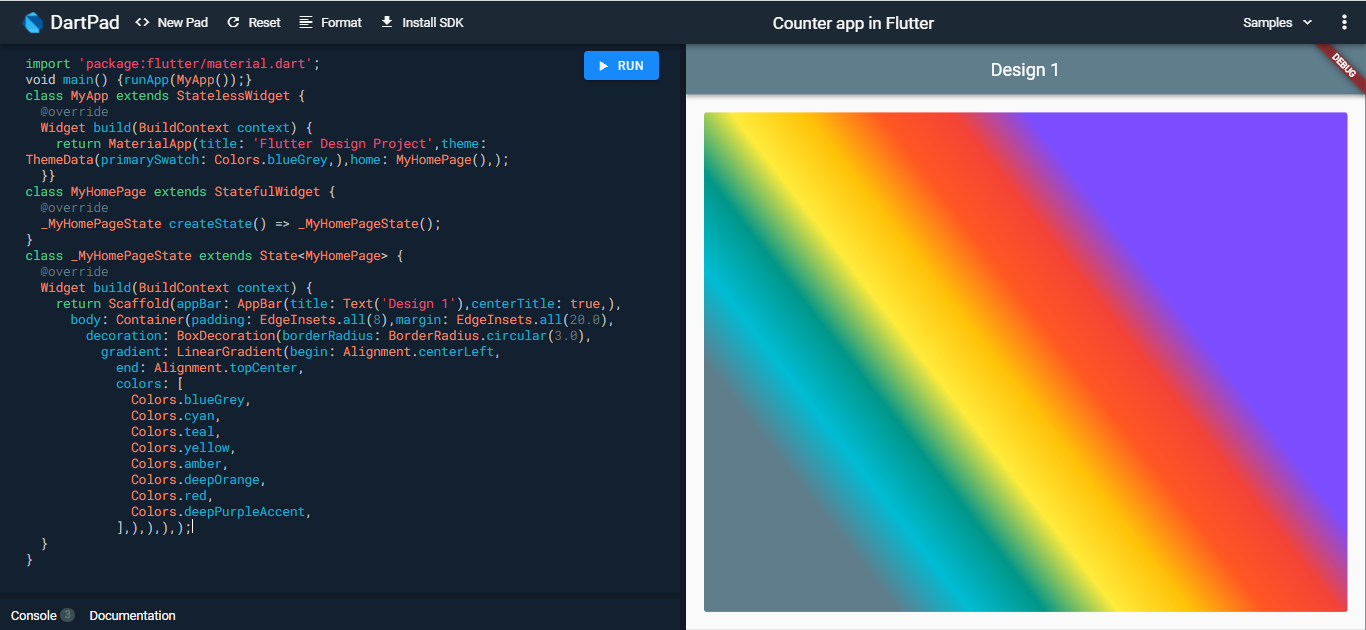 DartPad <> New Pad Reset Format Install SDK Counter app in Flutter Samples
import 'package:flutter/material.dart';
void main() {runApp(MyApp());}
class MyApp extends StatelessWidget {
@override
Widget build(BuildContext context) {
return MaterialApp(title: 'Flutter Design Project',theme:
ThemeData(primarySwatch: Colors.blueGrey,),home: MyHomePage(),);
}}
class MyHomePage extends StatefulWidget {
@override
_MyHomePageState createState() => _MyHomePageState();
}
class _MyHomePageState extends State<MyHomePage> {
@override
Widget build(BuildContext context) {
return Scaffold(appBar: AppBar(title: Text('Design 1'),centerTitle: true,),
body: Container(padding: EdgeInsets.all(8),margin: EdgeInsets.all(20.0),
decoration: BoxDecoration(borderRadius: BorderRadius.circular(3.0),
gradient: LinearGradient(begin: Alignment.centerLeft,
end: Alignment.topCenter,
colors: [
Colors.blueGrey,
Colors.cyan,
Colors.teal,
Colors.yellow,
Colors.amber,
Colors.deepOrange,
Colors.red,
Colors.deepPurpleAccent,
],),),),);
}
}
RUN
Console 3 Documentation
Design 1
DEBUG